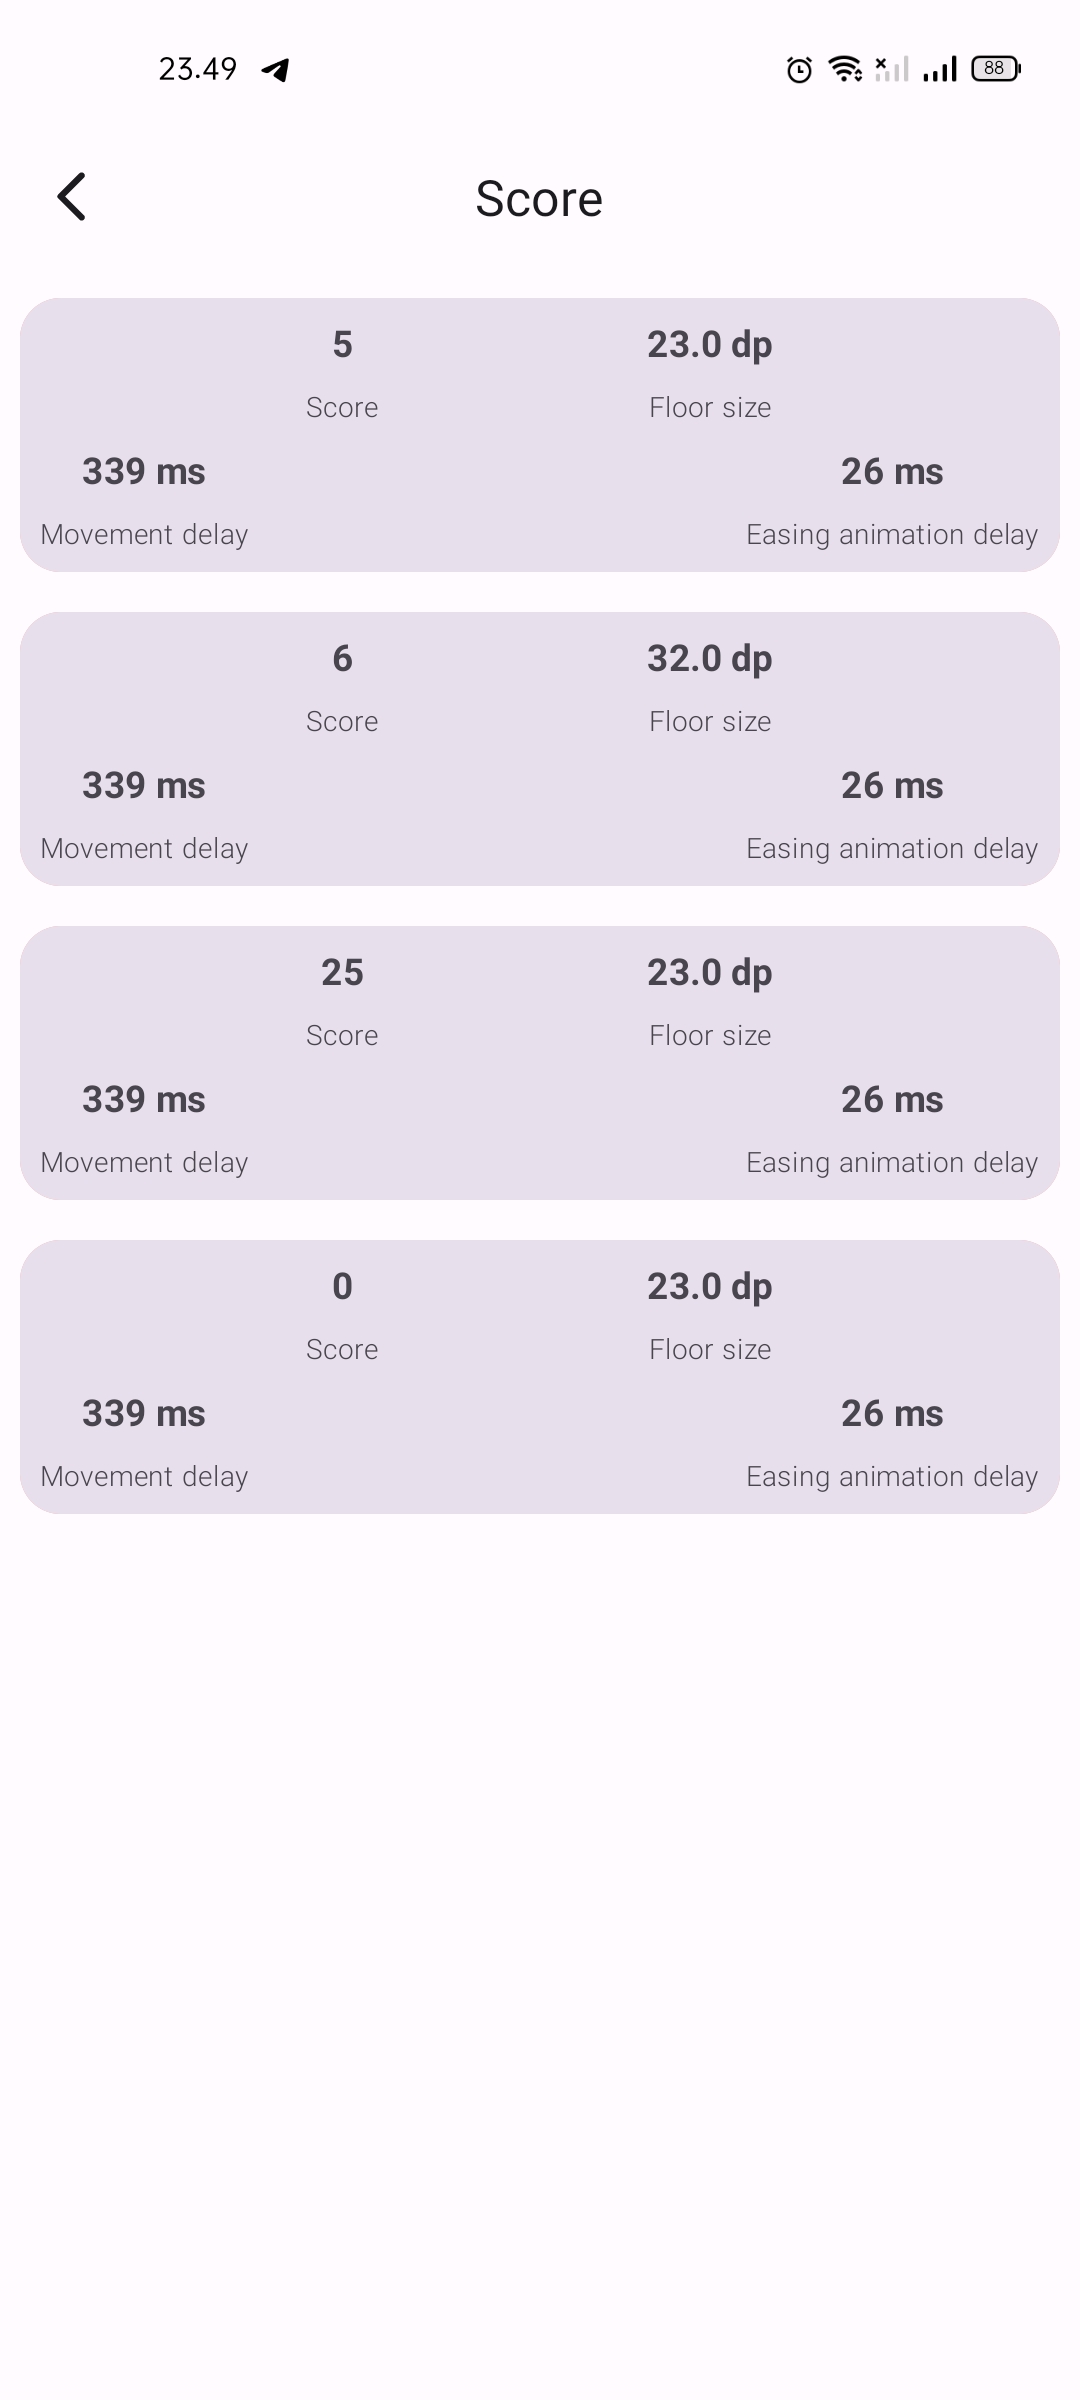 23.49
88
Score
5 23.0 dp
Score Floor size
339 ms 26 ms
Movement delay Easing animation delay
6 32.0 dp
Score Floor size
339 ms 26 ms
Movement delay Easing animation delay
25 23.0 dp
Score Floor size
339 ms 26 ms
Movement delay Easing animation delay
0 23.0 dp
Score Floor size
339 ms 26 ms
Movement delay Easing animation delay